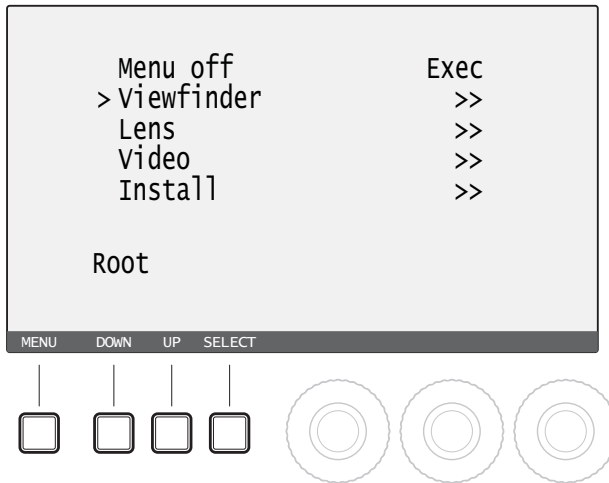 Menu off Exec
> Viewfinder >>
Lens >>
Video >>
Install >>
Root
MENU DOWN UP SELECT